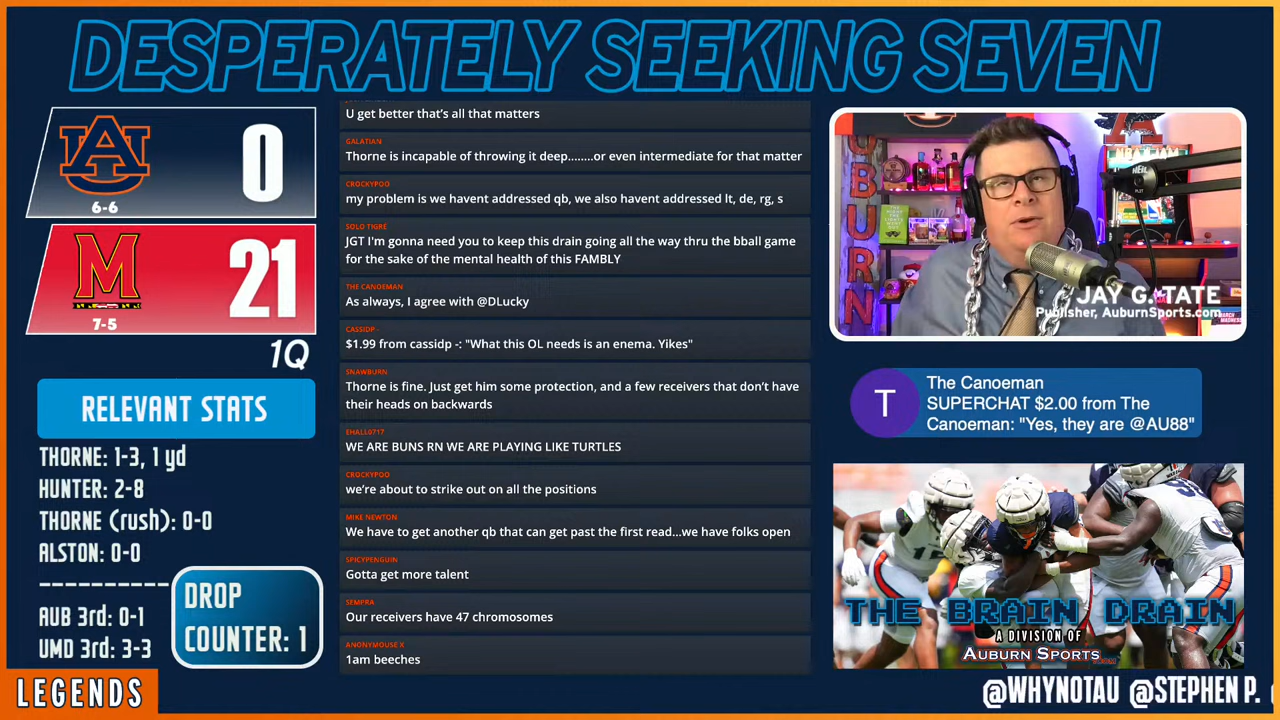 DESPERATELY SEEKING SEVEN
0
6-6
21
7-5
1Q
RELEVANT STATS
THORNE: 1-3, 1 yd
HUNTER: 2-8
THORNE (rush): 0-0
ALSTON: 0-0
----------
AUB 3rd: 0-1
UMD 3rd: 3-3
DROP
COUNTER: 1
LEGENDS
U get better that's all that matters
GALATIAN
Thorne is incapable of throwing it deep........or even intermediate for that matter
CROCKYPOO
my problem is we havent addressed qb, we also havent addressed lt, de, rg, s
SOLO TIGRE
JGT I'm gonna need you to keep this drain going all the way thru the bball game
for the sake of the mental health of this FAMBLY
THE CANOEMAN
As always, I agree with @DLucky
CASSIDP -
$1.99 from cassidp -: "What this OL needs is an enema. Yikes"
SNAWBURN
Thorne is fine. Just get him some protection, and a few receivers that don't have
their heads on backwards
EHALL0717
WE ARE BUNS RN WE ARE PLAYING LIKE TURTLES
CROCKYPOO
we're about to strike out on all the positions
MIKE NEWTON
We have to get another qb that can get past the first read...we have folks open
SPICYPENGUIN
Gotta get more talent
SEMPRA
Our receivers have 47 chromosomes
ANONYMOUSE X
1am beeches
JAY G. TATE
Publisher, AuburnSports.com
T
The Canoeman
SUPERCHAT $2.00 from The
Canoeman: "Yes, they are @AU88"
THE BRAIN DRAIN
A DIVISION OF
AUBURN SPORTS
@WHYNOTAU @STEPHEN P.